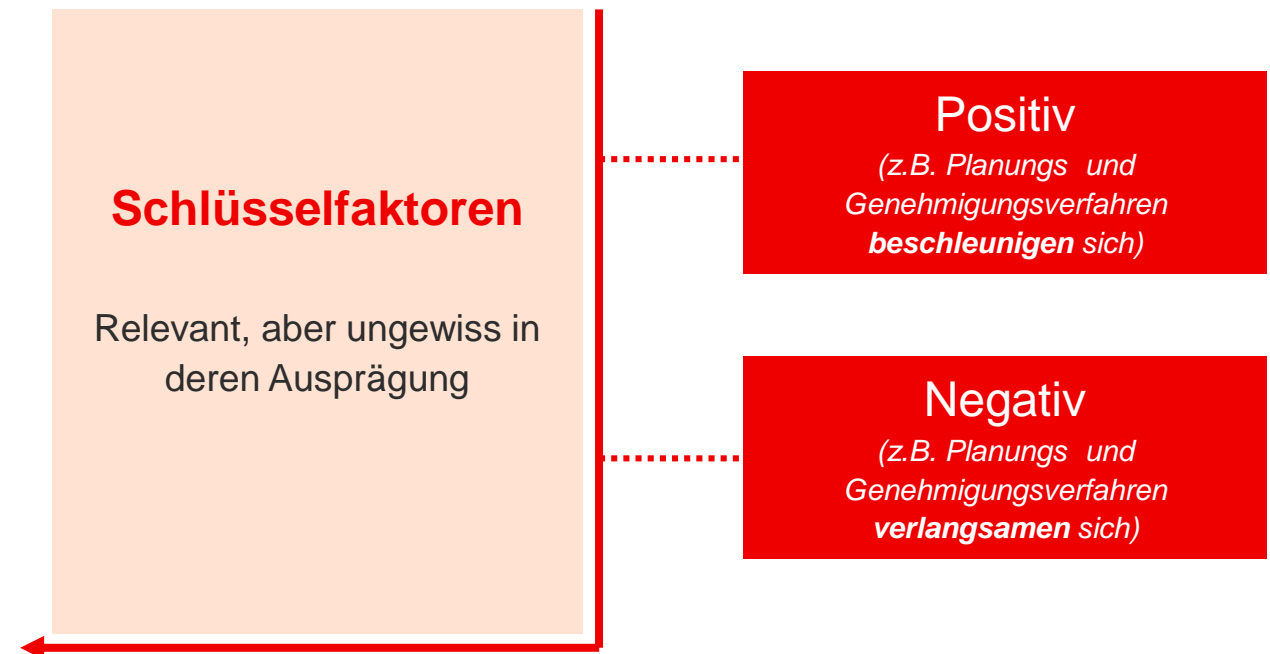 Schlüsselfaktoren
Relevant, aber ungewiss in
deren Ausprägung
Positiv
(z.B. Planungs  und
Genehmigungsverfahren
beschleunigen sich)
Negativ
(z.B. Planungs  und
Genehmigungsverfahren
verlangsamen sich)